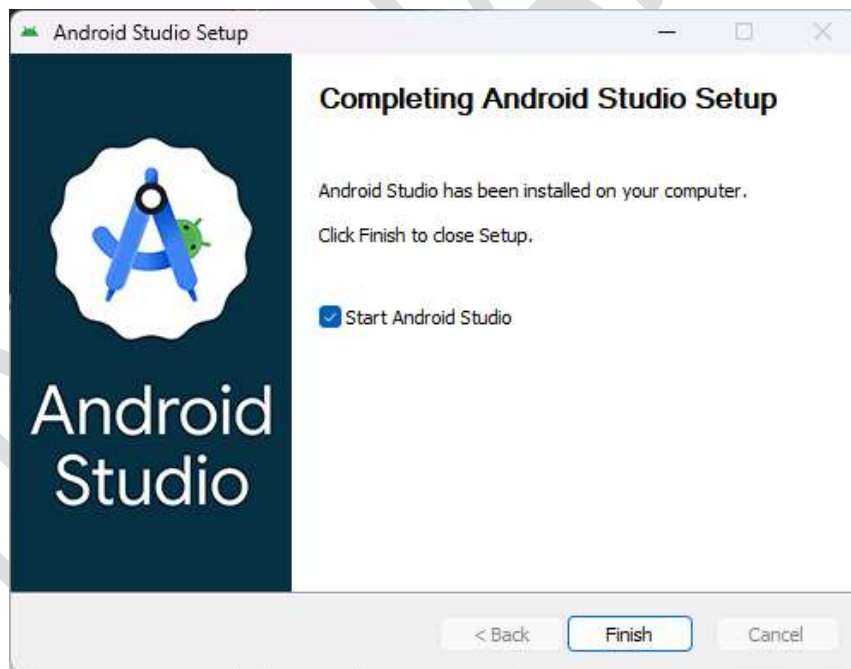 Android Studio Setup
Completing Android Studio Setup
Android Studio has been installed on your computer.
Click Finish to close Setup.
Start Android Studio
Android
Studio
< Back
Finish
Cancel